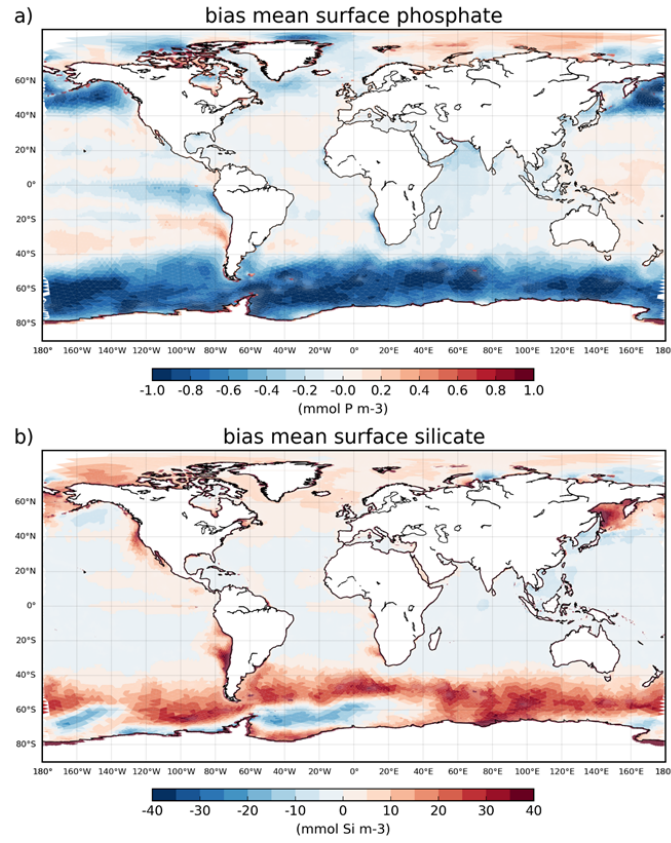 a) bias mean surface phosphate
60°N
40°N
20°N
0°
20°S
40°S
60°S
80°S
180° 160°W 140°W 120°W 100°W 80°W 60°W 40°W 20°W 0° 20°E 40°E 60°E 80°E 100°E 120°E 140°E 160°E 180°
-1.0 -0.8 -0.6 -0.4 -0.2 -0.0 0.2 0.4 0.6 0.8 1.0
(mmol P m-3)
b) bias mean surface silicate
60°N
40°N
20°N
0°
20°S
40°S
60°S
80°S
180° 160°W 140°W 120°W 100°W 80°W 60°W 40°W 20°W 0° 20°E 40°E 60°E 80°E 100°E 120°E 140°E 160°E 180°
-40 -30 -20 -10 0 10 20 30 40
(mmol Si m-3)